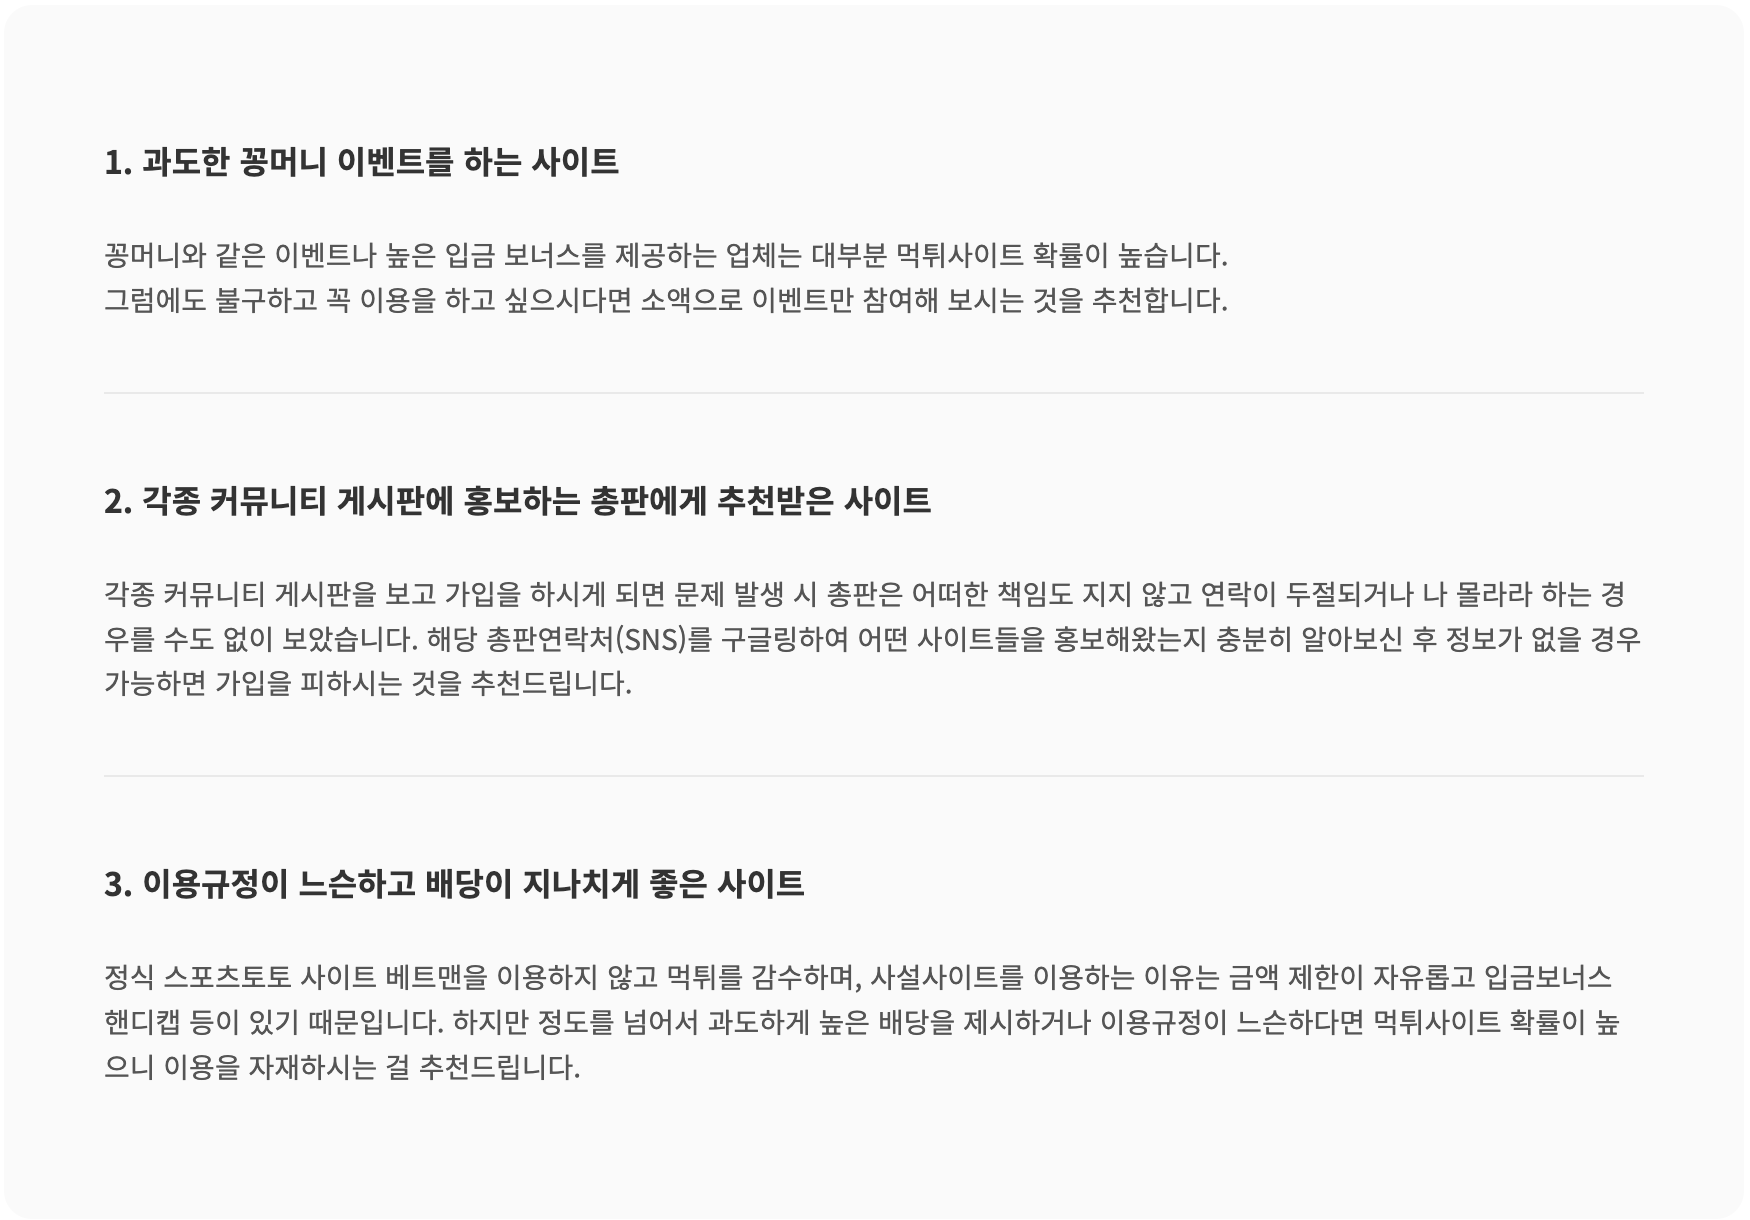 1. 과도한 꽁머니 이벤트를 하는 사이트
꽁머니와 같은 이벤트나 높은 입금 보너스를 제공하는 업체는 대부분 먹튀사이트 확률이 높습니다.
그럼에도 불구하고 꼭 이용을 하고 싶으시다면 소액으로 이벤트만 참여해 보시는 것을 추천합니다.
2. 각종 커뮤니티 게시판에 홍보하는 총판에게 추천받은 사이트
각종 커뮤니티 게시판을 보고 가입을 하시게 되면 문제 발생 시 총판은 어떠한 책임도 지지 않고 연락이 두절되거나 나 몰라라 하는 경
우를 수도 없이 보았습니다. 해당 총판연락처(SNS)를 구글링하여 어떤 사이트들을 홍보해왔는지 충분히 알아보신 후 정보가 없을 경우
가능하면 가입을 피하시는 것을 추천드립니다.
3. 이용규정이 느슨하고 배당이 지나치게 좋은 사이트
정식 스포츠토토 사이트 베트맨을 이용하지 않고 먹튀를 감수하며, 사설사이트를 이용하는 이유는 금액 제한이 자유롭고 입금보너스
핸디캡 등이 있기 때문입니다. 하지만 정도를 넘어서 과도하게 높은 배당을 제시하거나 이용규정이 느슨하다면 먹튀사이트 확률이 높
으니 이용을 자재하시는 걸 추천드립니다.